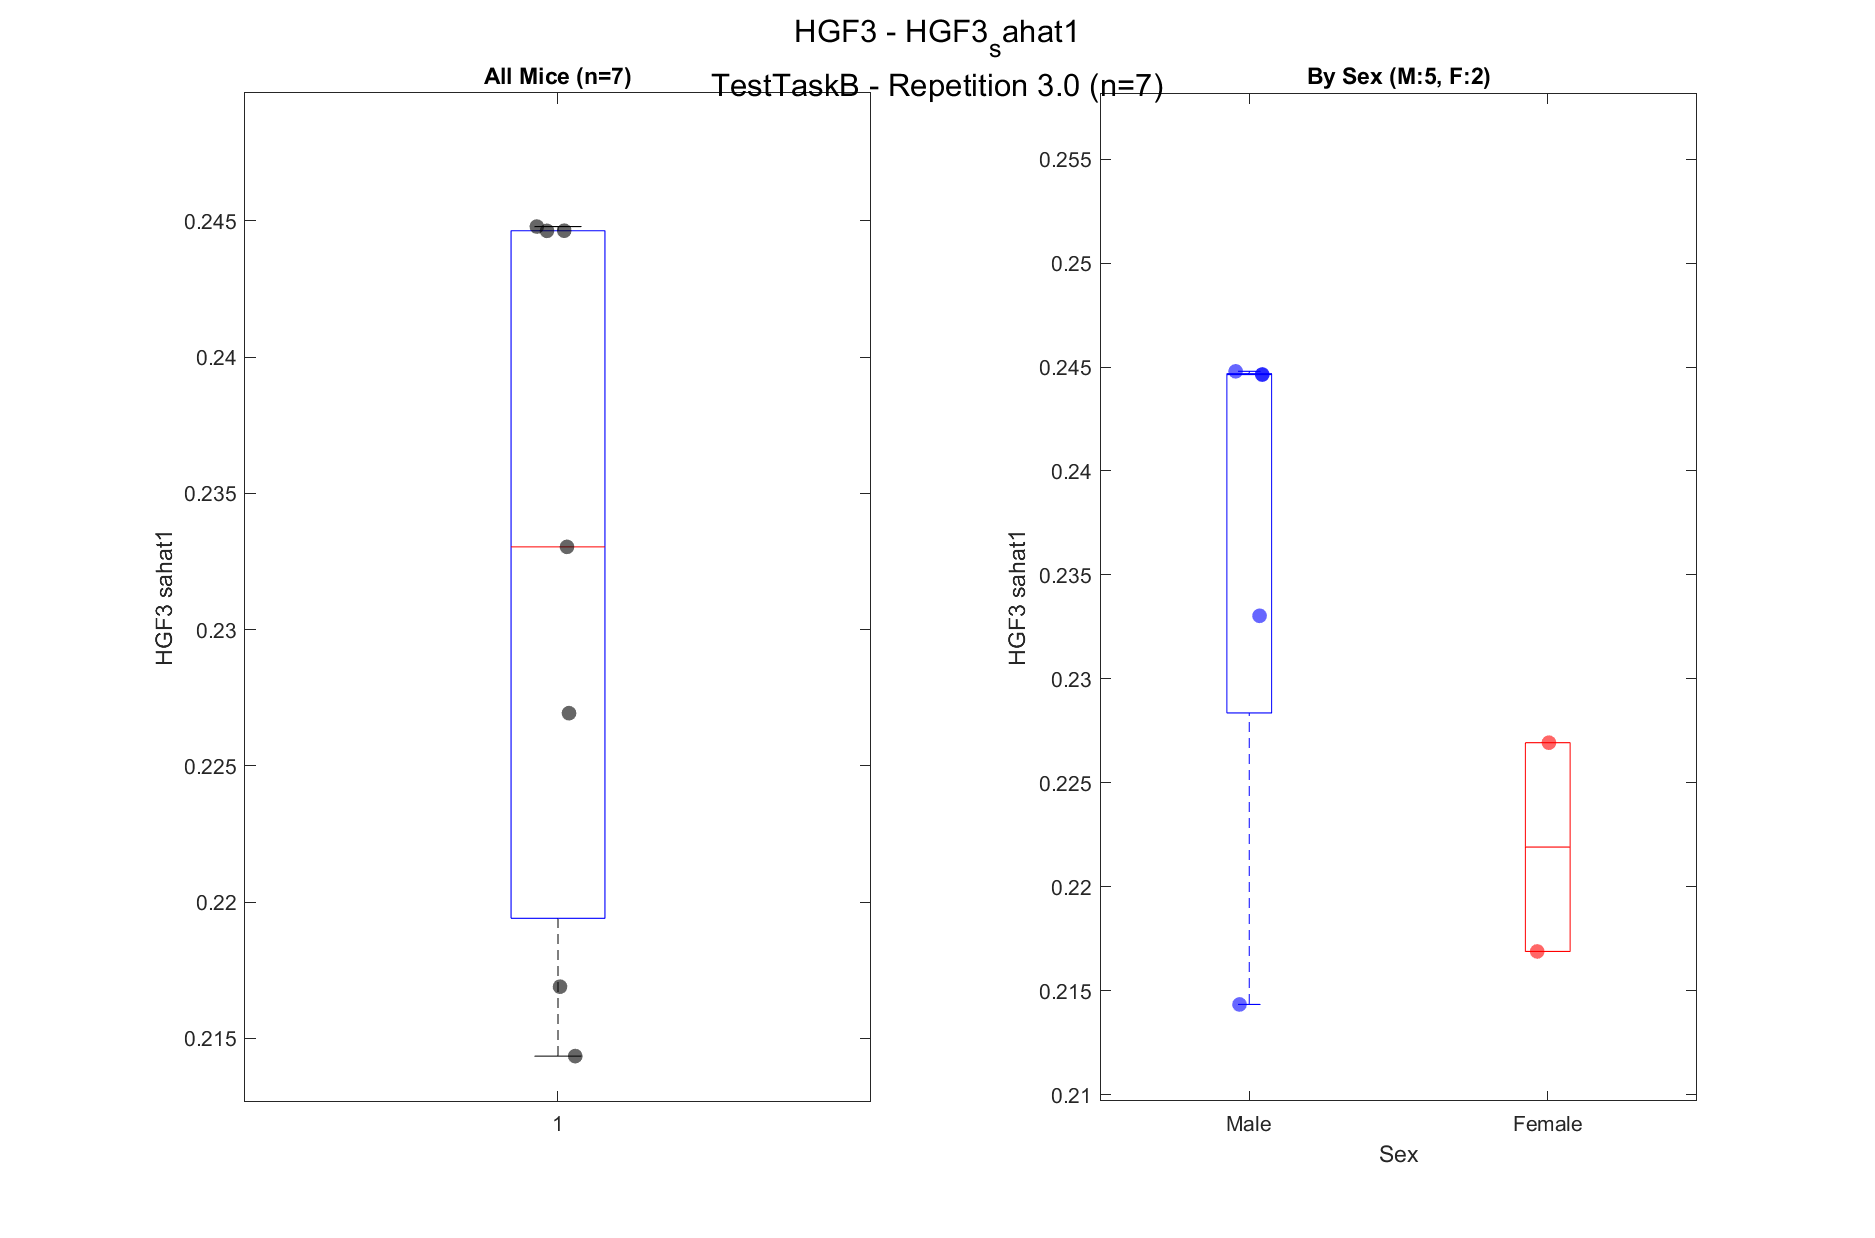 HGF3 - HGF3sahat1
TestTaskB - Repetition 3.0 (n=7)
All Mice (n=7)
HGF3 sahat1
0.245
0.24
0.235
0.23
0.225
0.22
0.215
1
By Sex (M:5, F:2)
HGF3 sahat1
0.255
0.25
0.245
0.24
0.235
0.23
0.225
0.22
0.215
0.21
Male Female
Sex